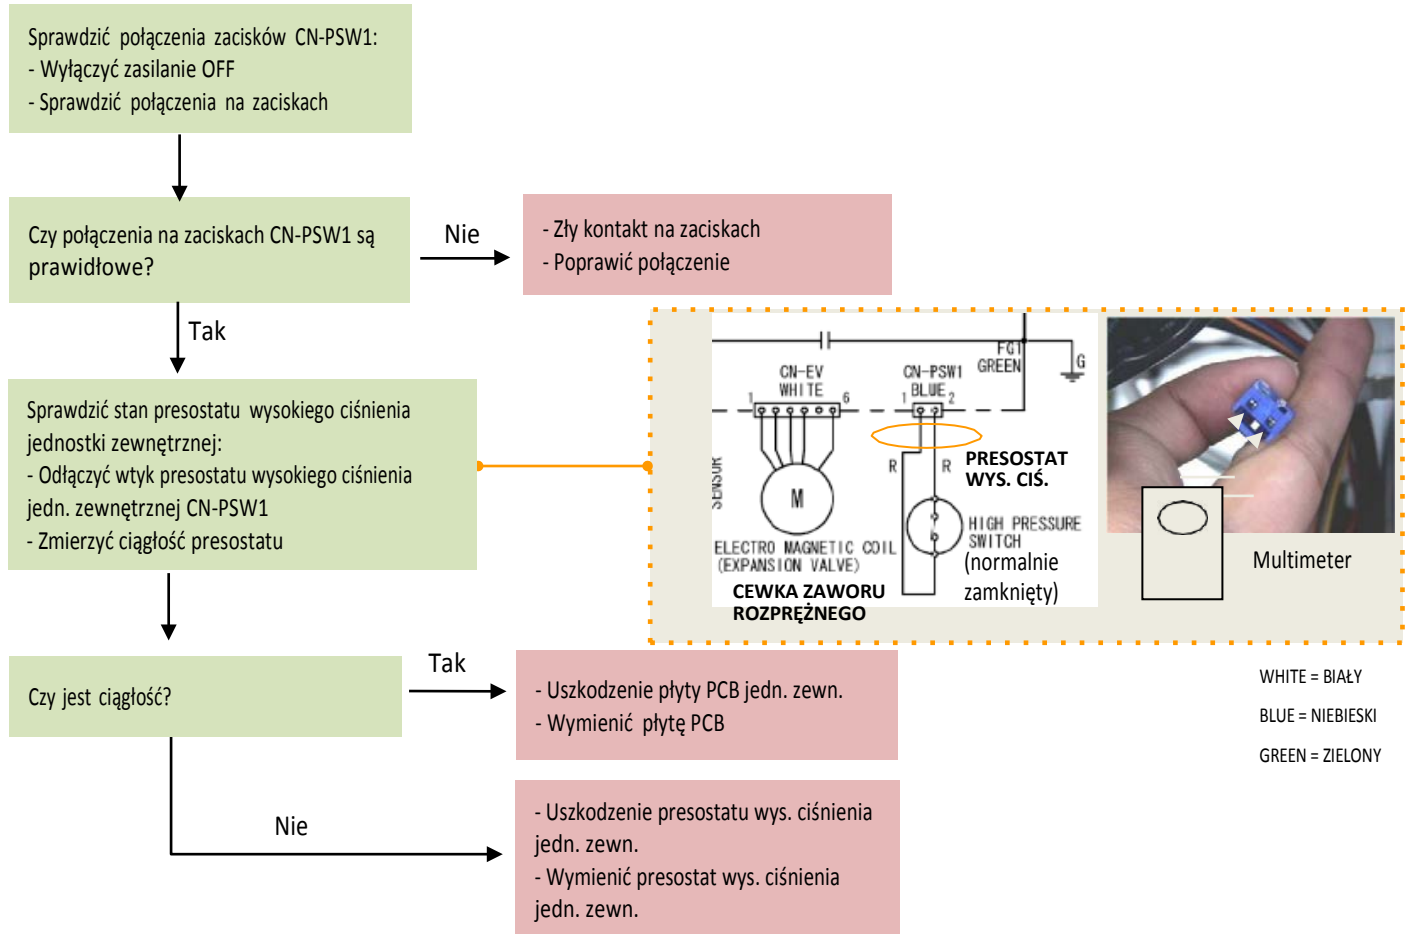 Sprawdzić połączenia zacisków CN-PSW1:
- Wyłączyć zasilanie OFF
- Sprawdzić połączenia na zaciskach
Czy połączenia na zaciskach CN-PSW1 są
prawidłowe?
Nie
- Zły kontakt na zaciskach
- Poprawić połączenie
Tak
Sprawdzić stan presostatu wysokiego ciśnienia
jednostki zewnętrznej:
- Odłączyć wtyk presostatu wysokiego ciśnienia
jedn. zewnętrznej CN-PSW1
- Zmierzyć ciągłość presostatu
FG1
GREEN
G
CN-EV
WHITE
1 6
CN-PSW1
BLUE
1 2
SENSOR
M
R R
PRESOSTAT
WYS. CIŚ.
HIGH PRESSURE
SWITCH
(normalnie
zamknięty)
ELECTRO MAGNETIC COIL
(EXPANSION VALVE)
CEWKA ZAWORU
ROZPRĘŻNEGO
Multimeter
Czy jest ciągłość?
Tak
- Uszkodzenie płyty PCB jedn. zewn.
- Wymienić płytę PCB
WHITE = BIAŁY
BLUE = NIEBIESKI
GREEN = ZIELONY
Nie
- Uszkodzenie presostatu wys. ciśnienia
jedn. zewn.
- Wymienić presostat wys. ciśnienia
jedn. zewn.